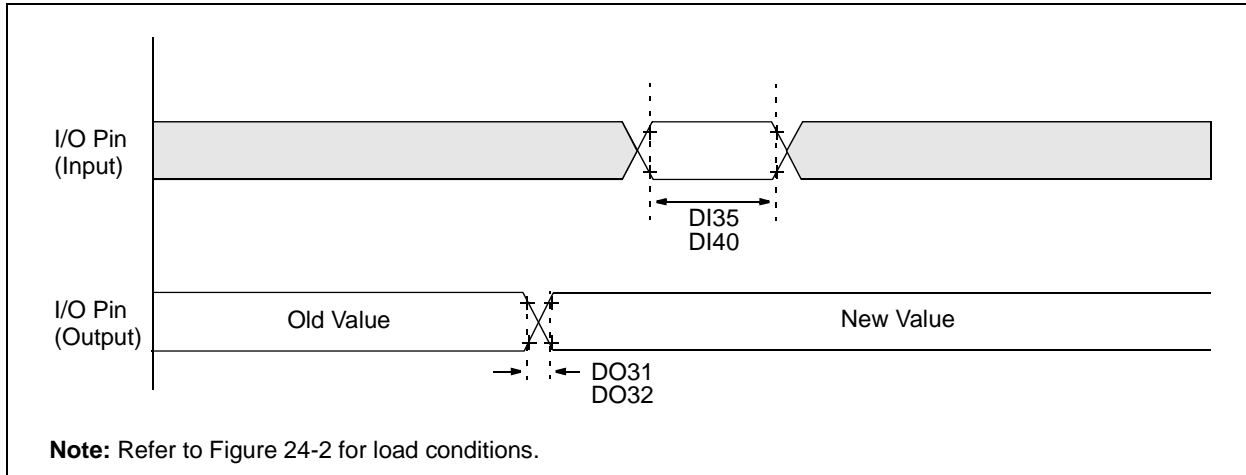 I/O Pin
(Input)
DI35
DI40
I/O Pin
(Output)
Old Value
New Value
DO31
DO32
Note: Refer to Figure 24-2 for load conditions.